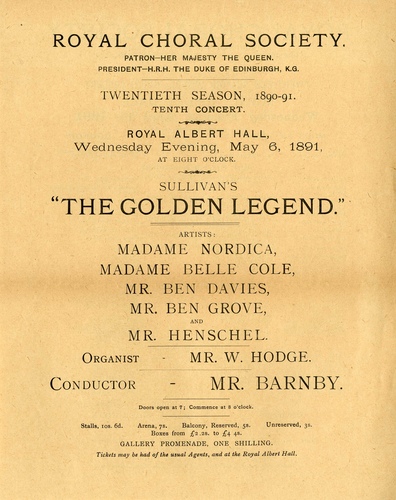 ROYAL CHORAL SOCIETY.
PATRON—HER MAJESTY THE QUEEN.
PRESIDENT—H.R.H. THE DUKE OF EDINBURGH, K.G.
TWENTIETH SEASON, 1890-91.
TENTH CONCERT.
ROYAL ALBERT HALL,
Wednesday Evening, May 6, 1891,
AT EIGHT O'CLOCK.
SULLIVAN'S
"THE GOLDEN LEGEND."
ARTISTS:
MADAME NORDICA,
MADAME BELLE COLE,
MR. BEN DAVIES,
MR. BEN GROVE,
AND
MR. HENSCHEL.
ORGANIST - MR. W. HODGE.
CONDUCTOR - MR. BARNBY.
Doors open at 7; Commence at 8 o'clock.
Stalls, 10s. 6d. Arena, 7s. Balcony, Reserved, 5s. Unreserved, 3s.
Boxes from £2 2s. to £4 4s.
GALLERY PROMENADE, ONE SHILLING.
Tickets may be had of the usual Agents, and at the Royal Albert Hall.